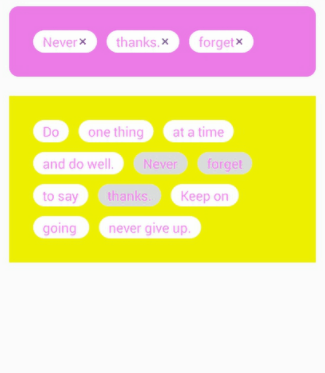 Never× thanks.× forget×
Do one thing at a time
and do well. Never forget
to say thanks. Keep on
going never give up.